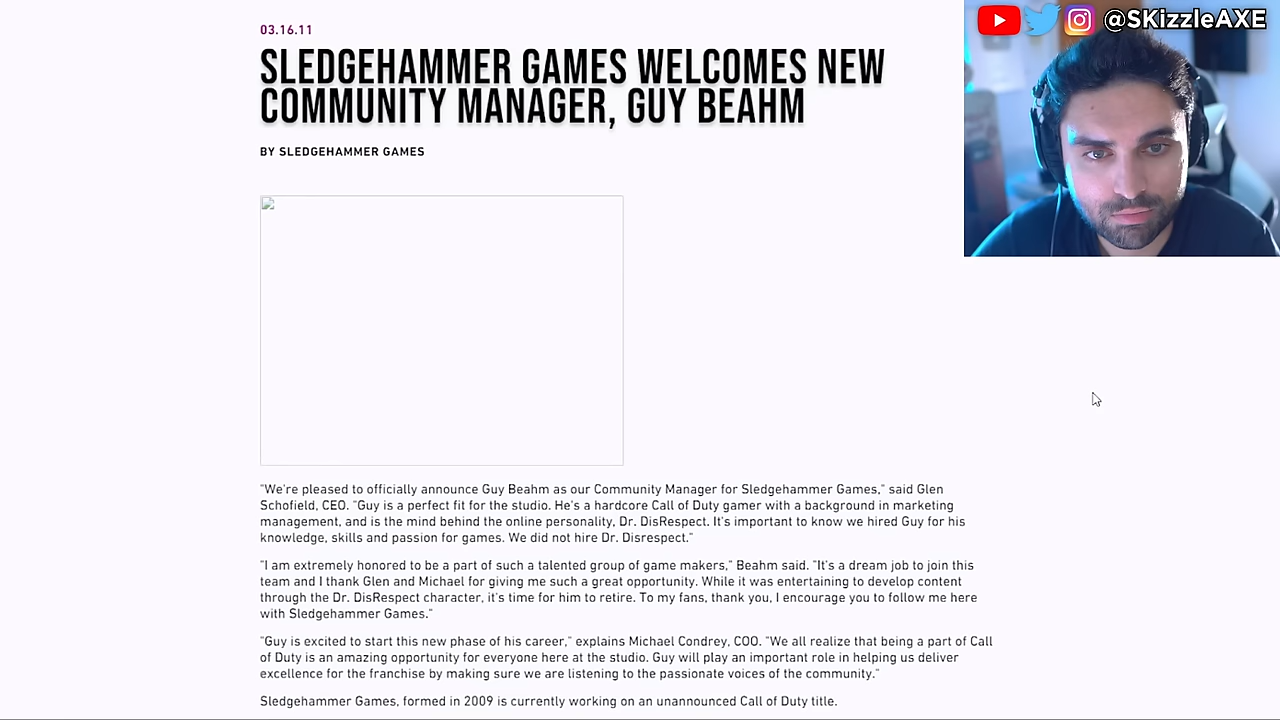 @SKizzleAXE
03.16.11
SLEDGEHAMMER GAMES WELCOMES NEW
COMMUNITY MANAGER, GUY BEAHM
BY SLEDGEHAMMER GAMES
"We're pleased to officially announce Guy Beahm as our Community Manager for Sledgehammer Games," said Glen
Schofield, CEO. "Guy is a perfect fit for the studio. He's a hardcore Call of Duty gamer with a background in marketing
management, and is the mind behind the online personality, Dr. DisRespect. It's important to know we hired Guy for his
knowledge, skills and passion for games. We did not hire Dr. Disrespect."
"I am extremely honored to be a part of such a talented group of game makers," Beahm said. "It's a dream job to join this
team and I thank Glen and Michael for giving me such a great opportunity. While it was entertaining to develop content
through the Dr. DisRespect character, it's time for him to retire. To my fans, thank you, I encourage you to follow me here
with Sledgehammer Games."
"Guy is excited to start this new phase of his career," explains Michael Condrey, COO. "We all realize that being a part of Call
of Duty is an amazing opportunity for everyone here at the studio. Guy will play an important role in helping us deliver
excellence for the franchise by making sure we are listening to the passionate voices of the community."
Sledgehammer Games, formed in 2009 is currently working on an unannounced Call of Duty title.